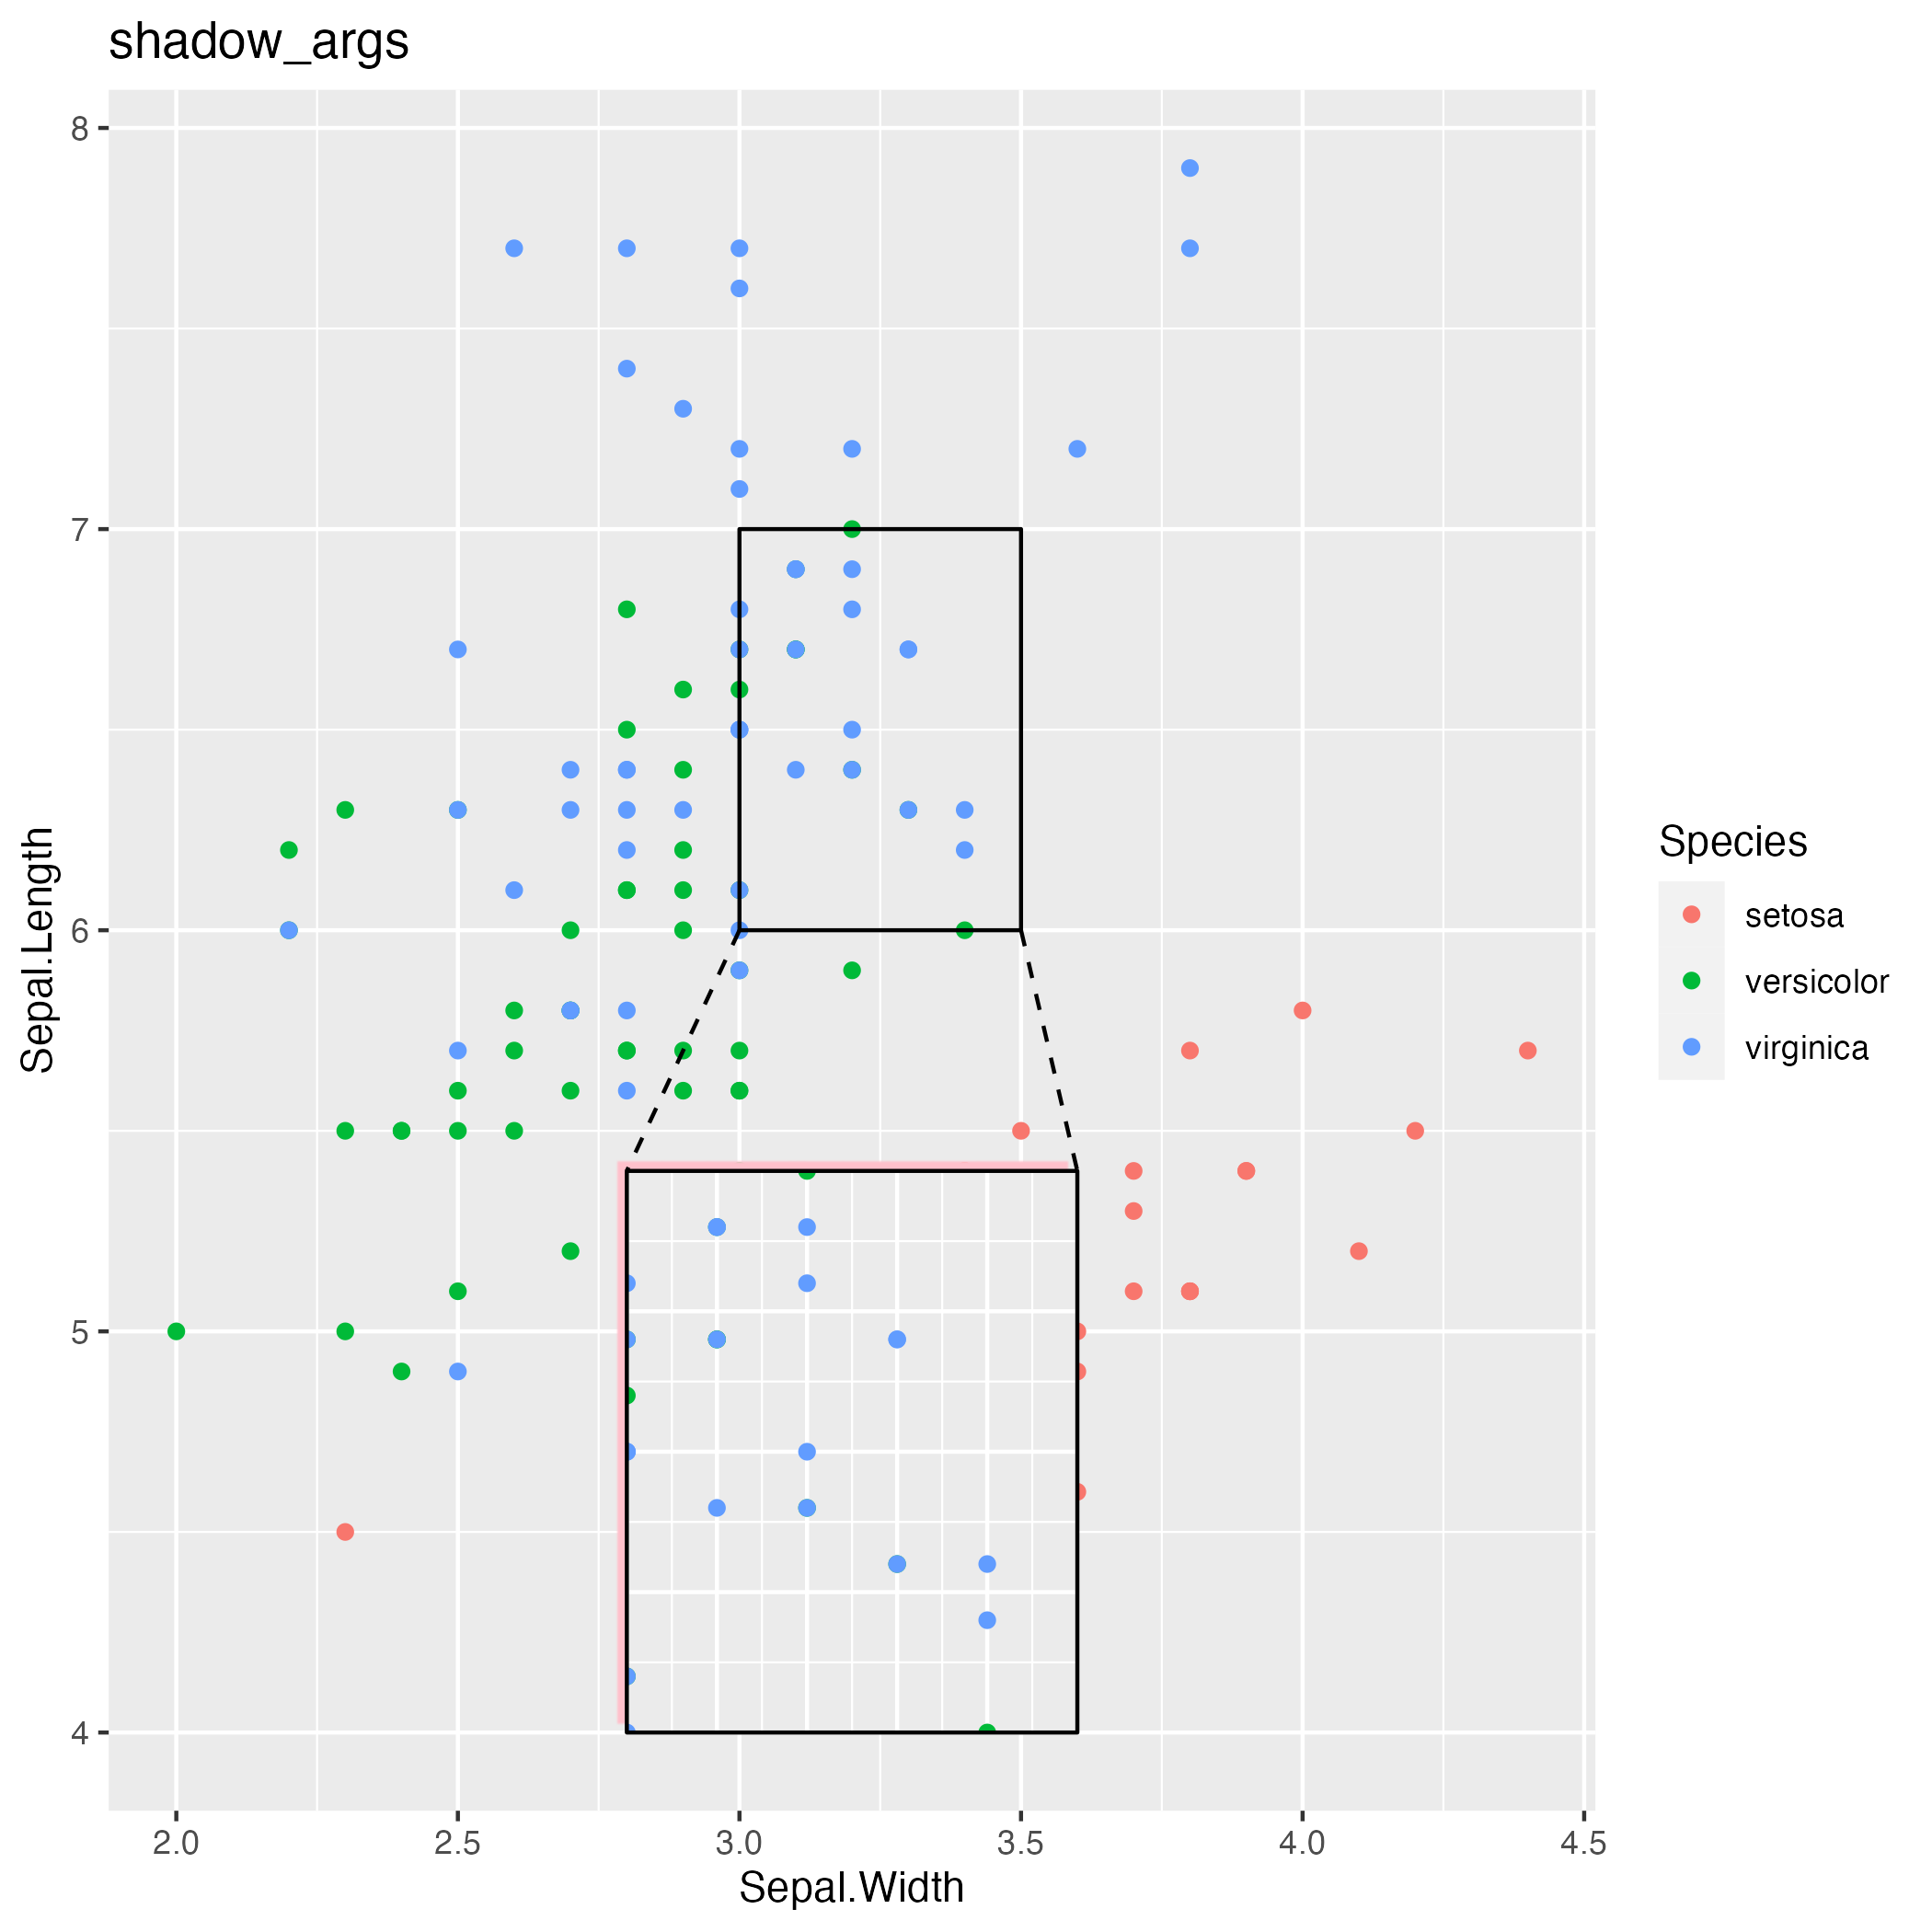 shadow_args
8
7
6
5
4
Sepal.Length
2.0 2.5 3.0 3.5 4.0 4.5
Sepal.Width
Species
setosa
versicolor
virginica